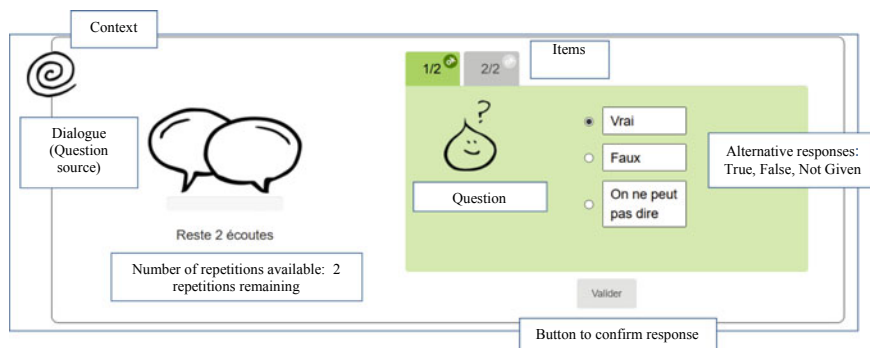 Context
Items
1/2
2/2
?
Dialogue
(Question
source)
Vrai
Faux
On ne peut
pas dire
Alternative responses:
True, False, Not Given
Question
Reste 2 écoutes
Number of repetitions available: 2
repetitions remaining
Valider
Button to confirm response